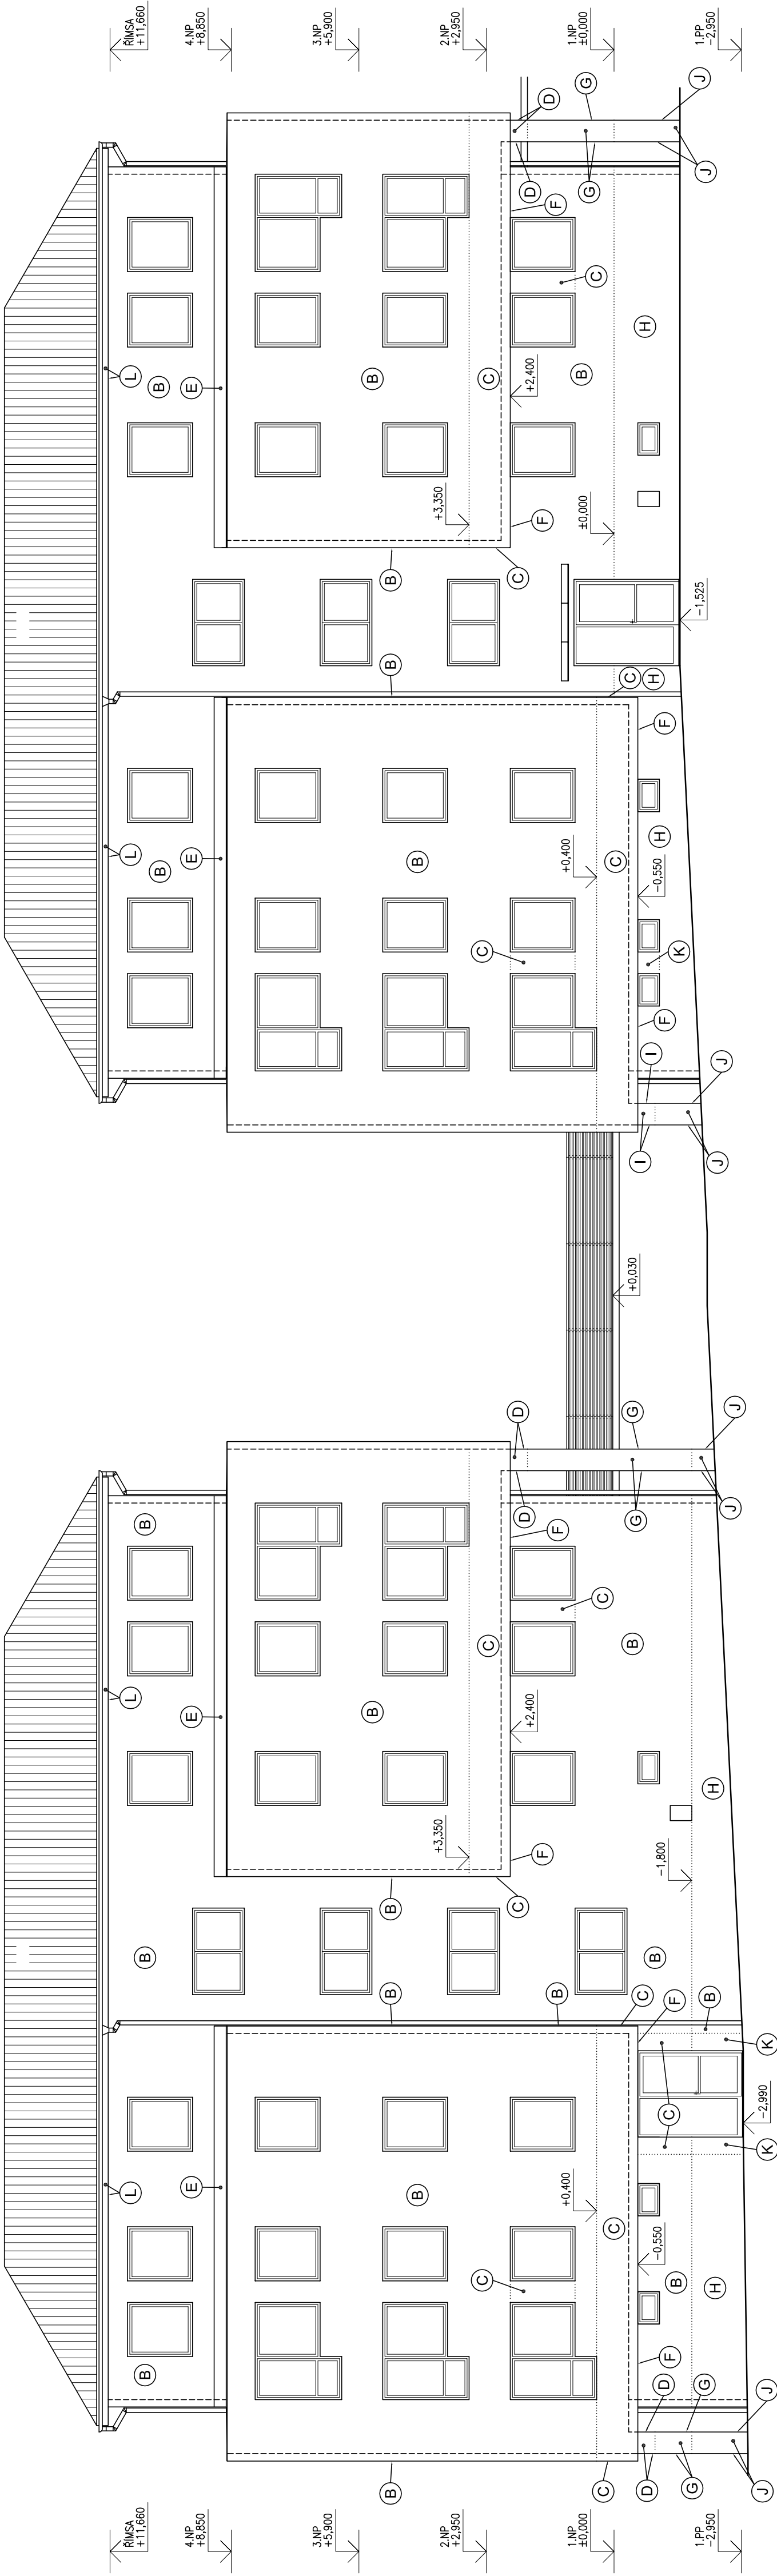 ŘÍMSA
+11,660
ŘÍMSA
+11,660
L
L
L
L
B
B
B
B
B
4.NP
+8,850
4.NP
+8,850
E
E
E
E
3.NP
+5,900
3.NP
+5,900
B
B
B
B
B
B
B
B
B
2.NP
+2,950
2.NP
+2,950
+3,350
+3,350
C
C
C
C
C
C
D
D
D
D
+2,400
+2,400
F
F
F
F
B
B
+0,400
+0,400
1.NP
±0,000
±0,000
1.NP
±0,000
C
C
C
C
C
C
C
G
G
+0,030
B
G
G
H
D
D
B
I
I
H
H
-0,550
-0,550
F
F
F
F
B
C
K
G
G
-1,800
-1,525
J
J
H
B
H
J
J
J
J
J
J
K
K
-2,990
1.PP
-2,950
1.PP
-2,950